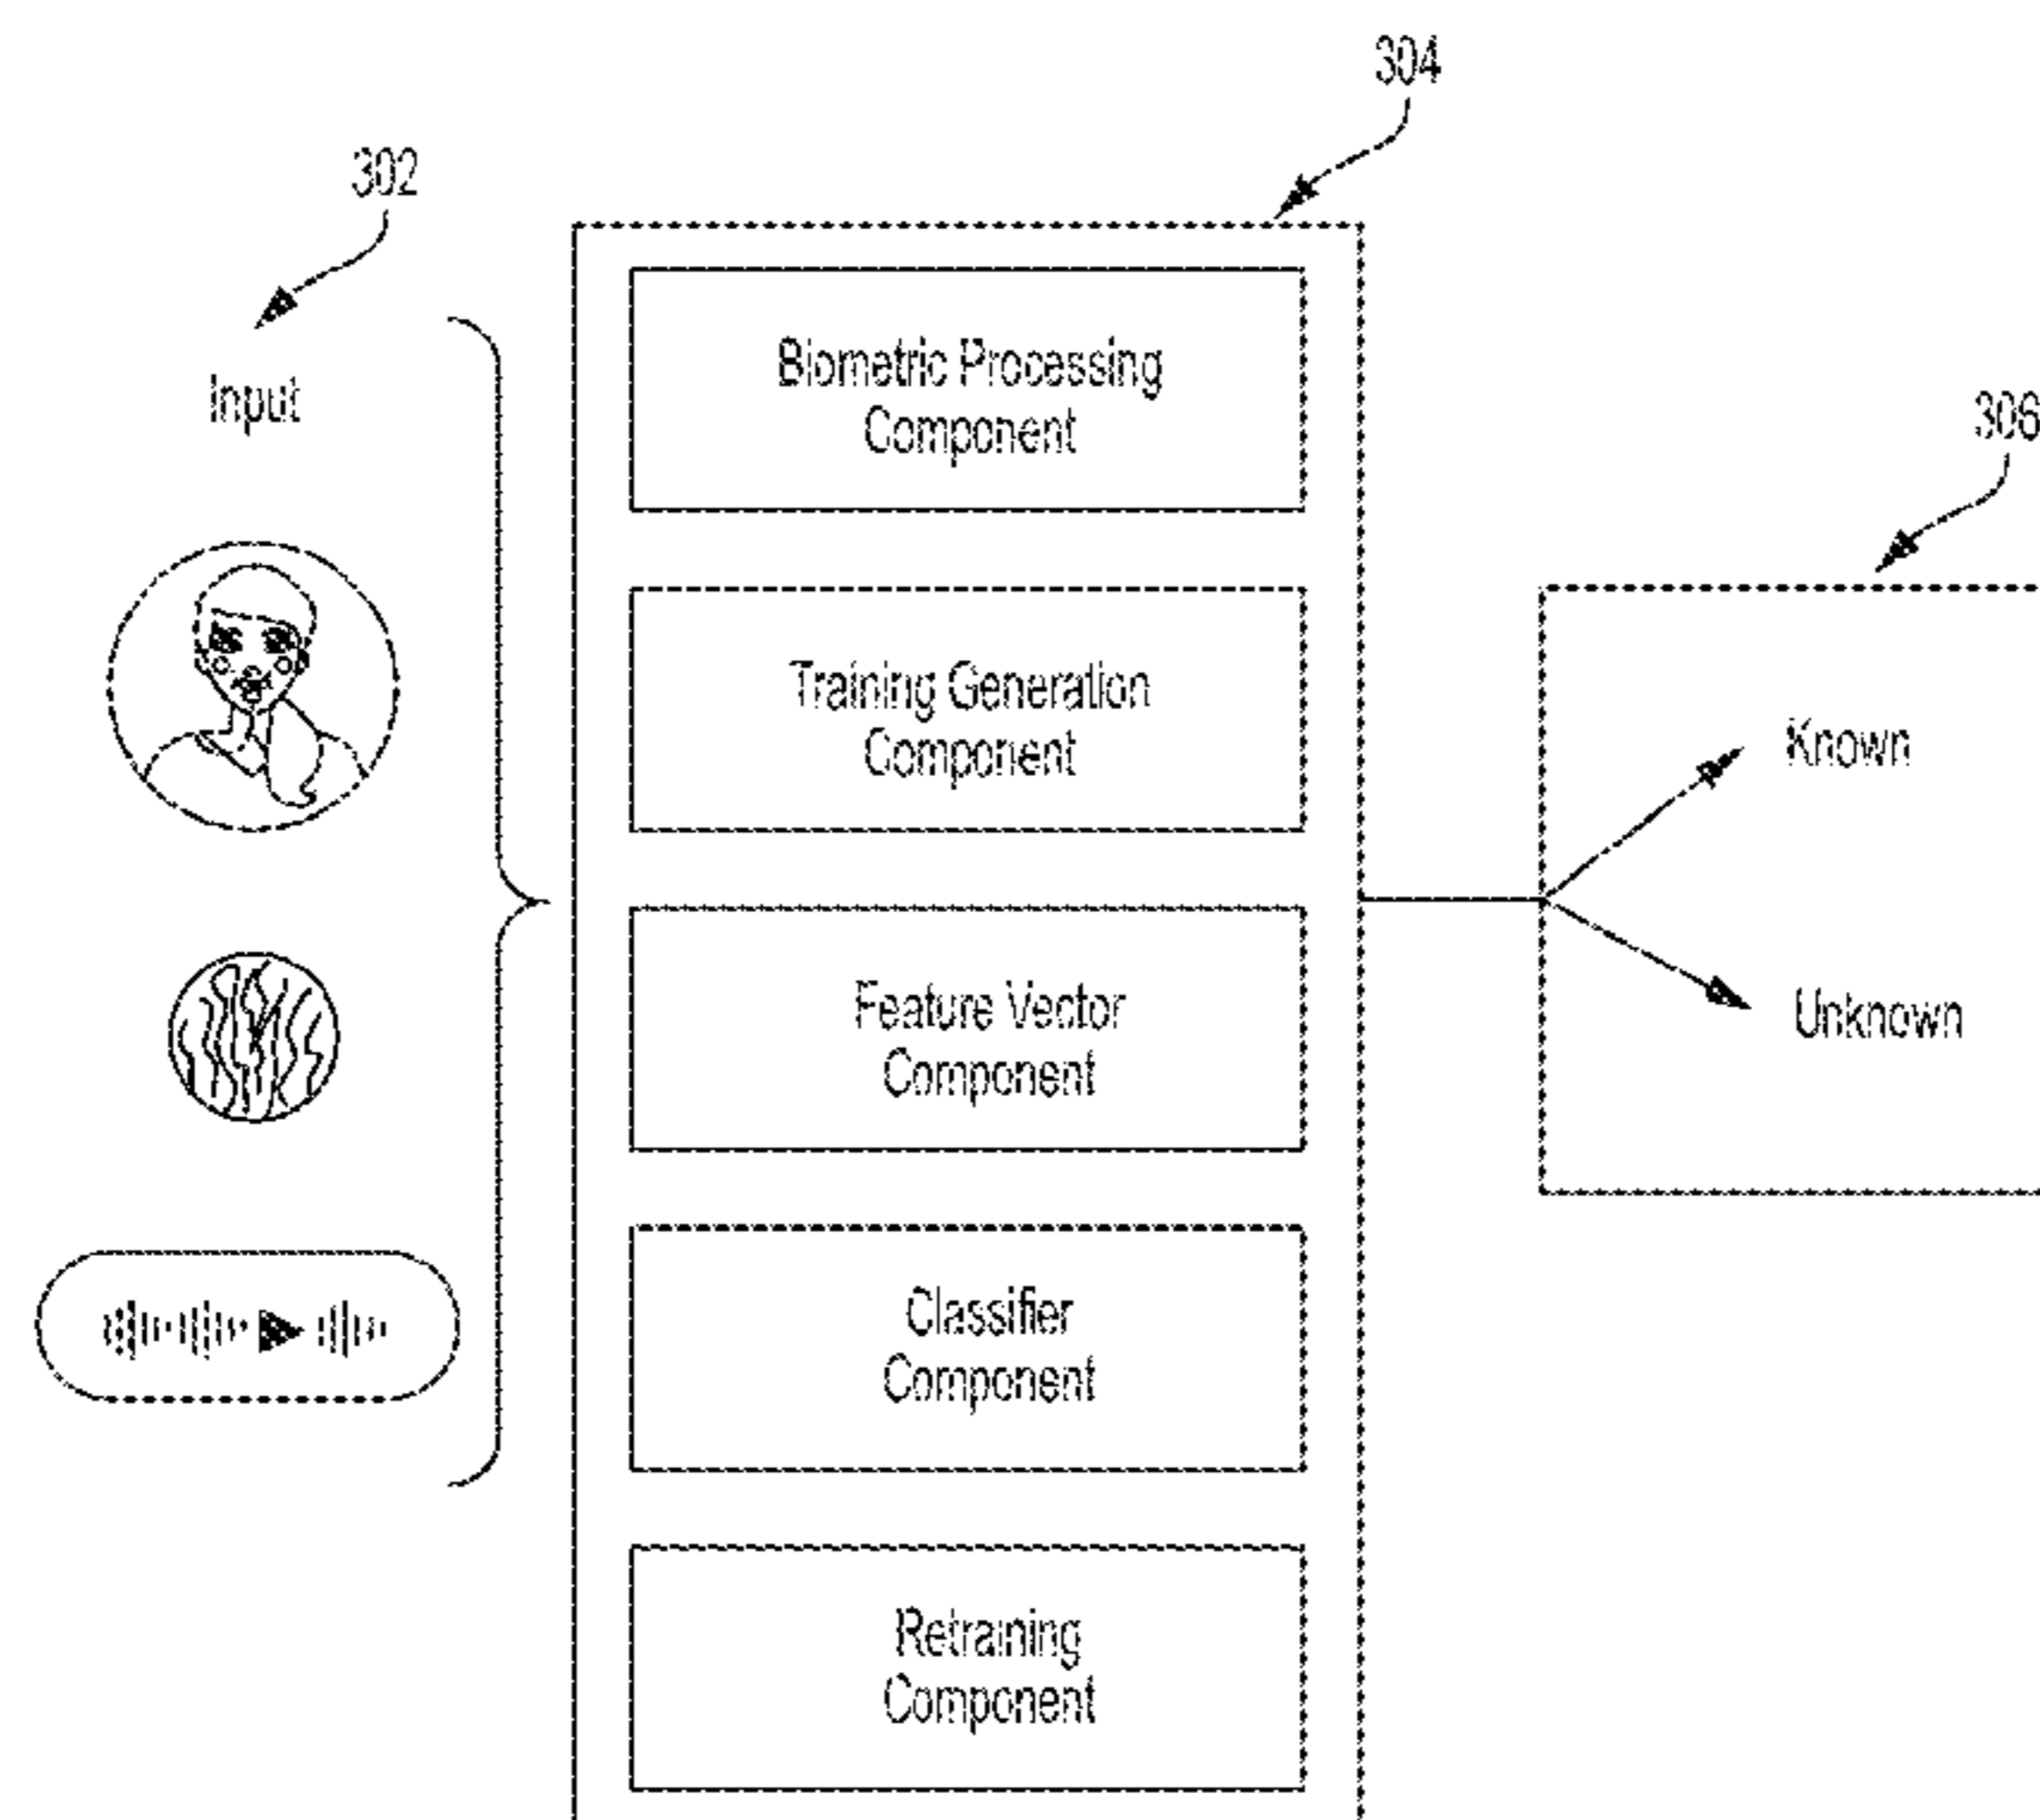 304
302
Input
Biometric Processing
Component
306
Training Generation
Component
Known
Feature Vector
Component
Unknown
Classifier
Component
Retraining
Component